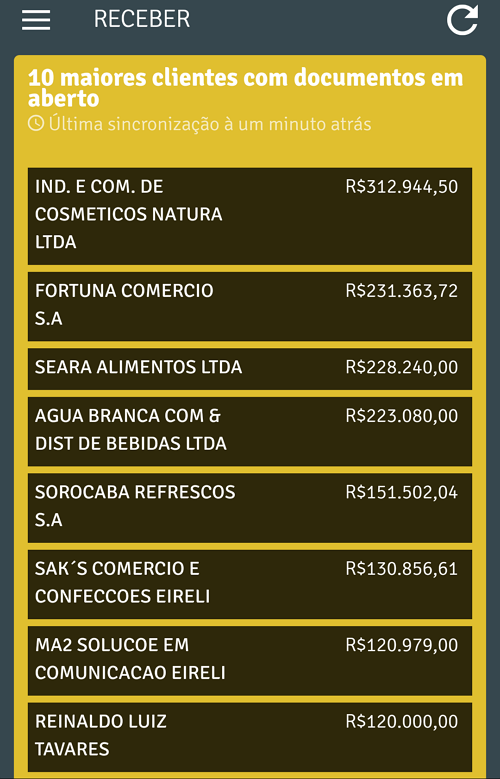 RECEBER
10 maiores clientes com documentos em
aberto
Última sincronização à um minuto atrás
IND. E COM. DE R$312.944,50
COSMETICOS NATURA
LTDA
FORTUNA COMERCIO R$231.363,72
S.A
SEARA ALIMENTOS LTDA R$228.240,00
AGUA BRANCA COM & R$223.080,00
DIST DE BEBIDAS LTDA
SOROCABA REFRESCOS R$151.502,04
S.A
SAK´S COMERCIO E R$130.856,61
CONFECCOES EIRELI
MA2 SOLUCOE EM R$120.979,00
COMUNICACAO EIRELI
REINALDO LUIZ R$120.000,00
TAVARES